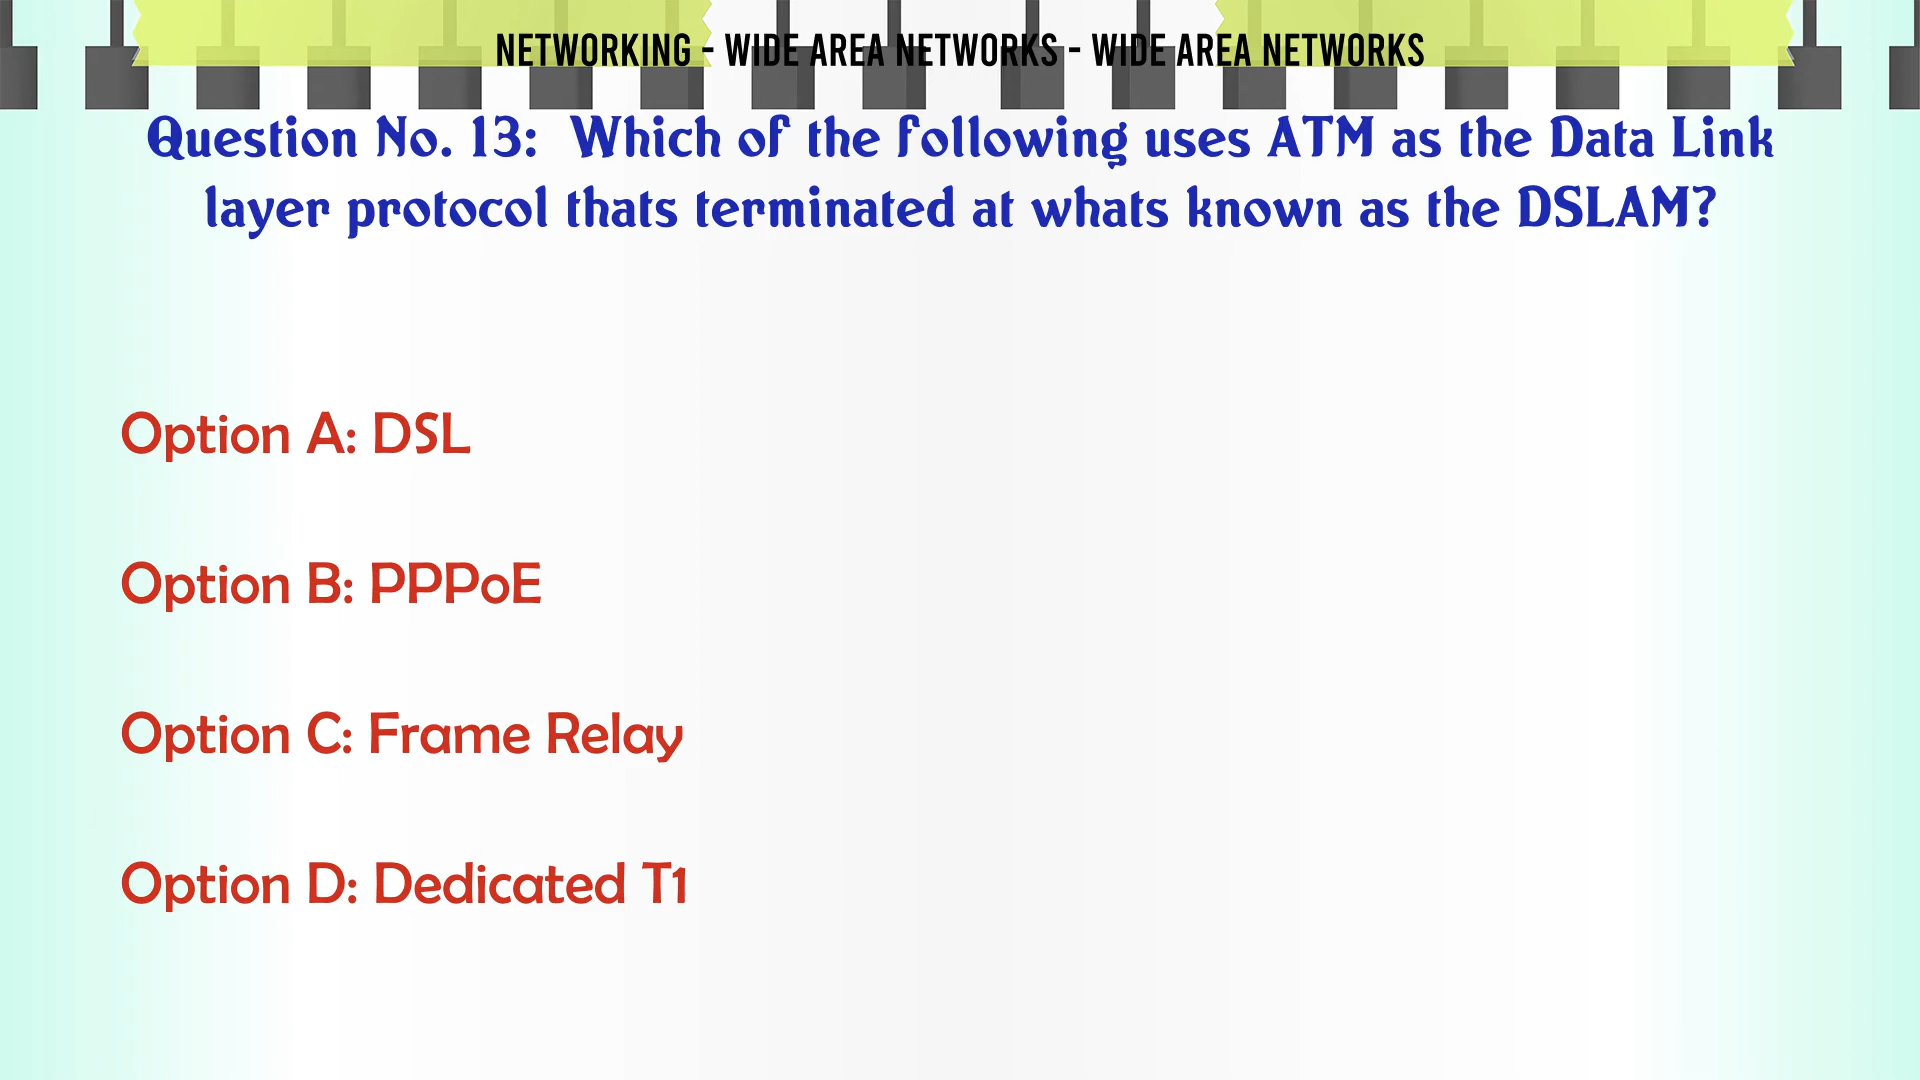 NETWORKING - WIDE AREA NETWORKS - WIDE AREA NETWORKS
Question No. 13: Which of the following uses ATM as the Data Link
layer protocol thats terminated at whats known as the DSLAM?
Option A: DSL
Option B: PPPoE
Option C: Frame Relay
Option D: Dedicated T1